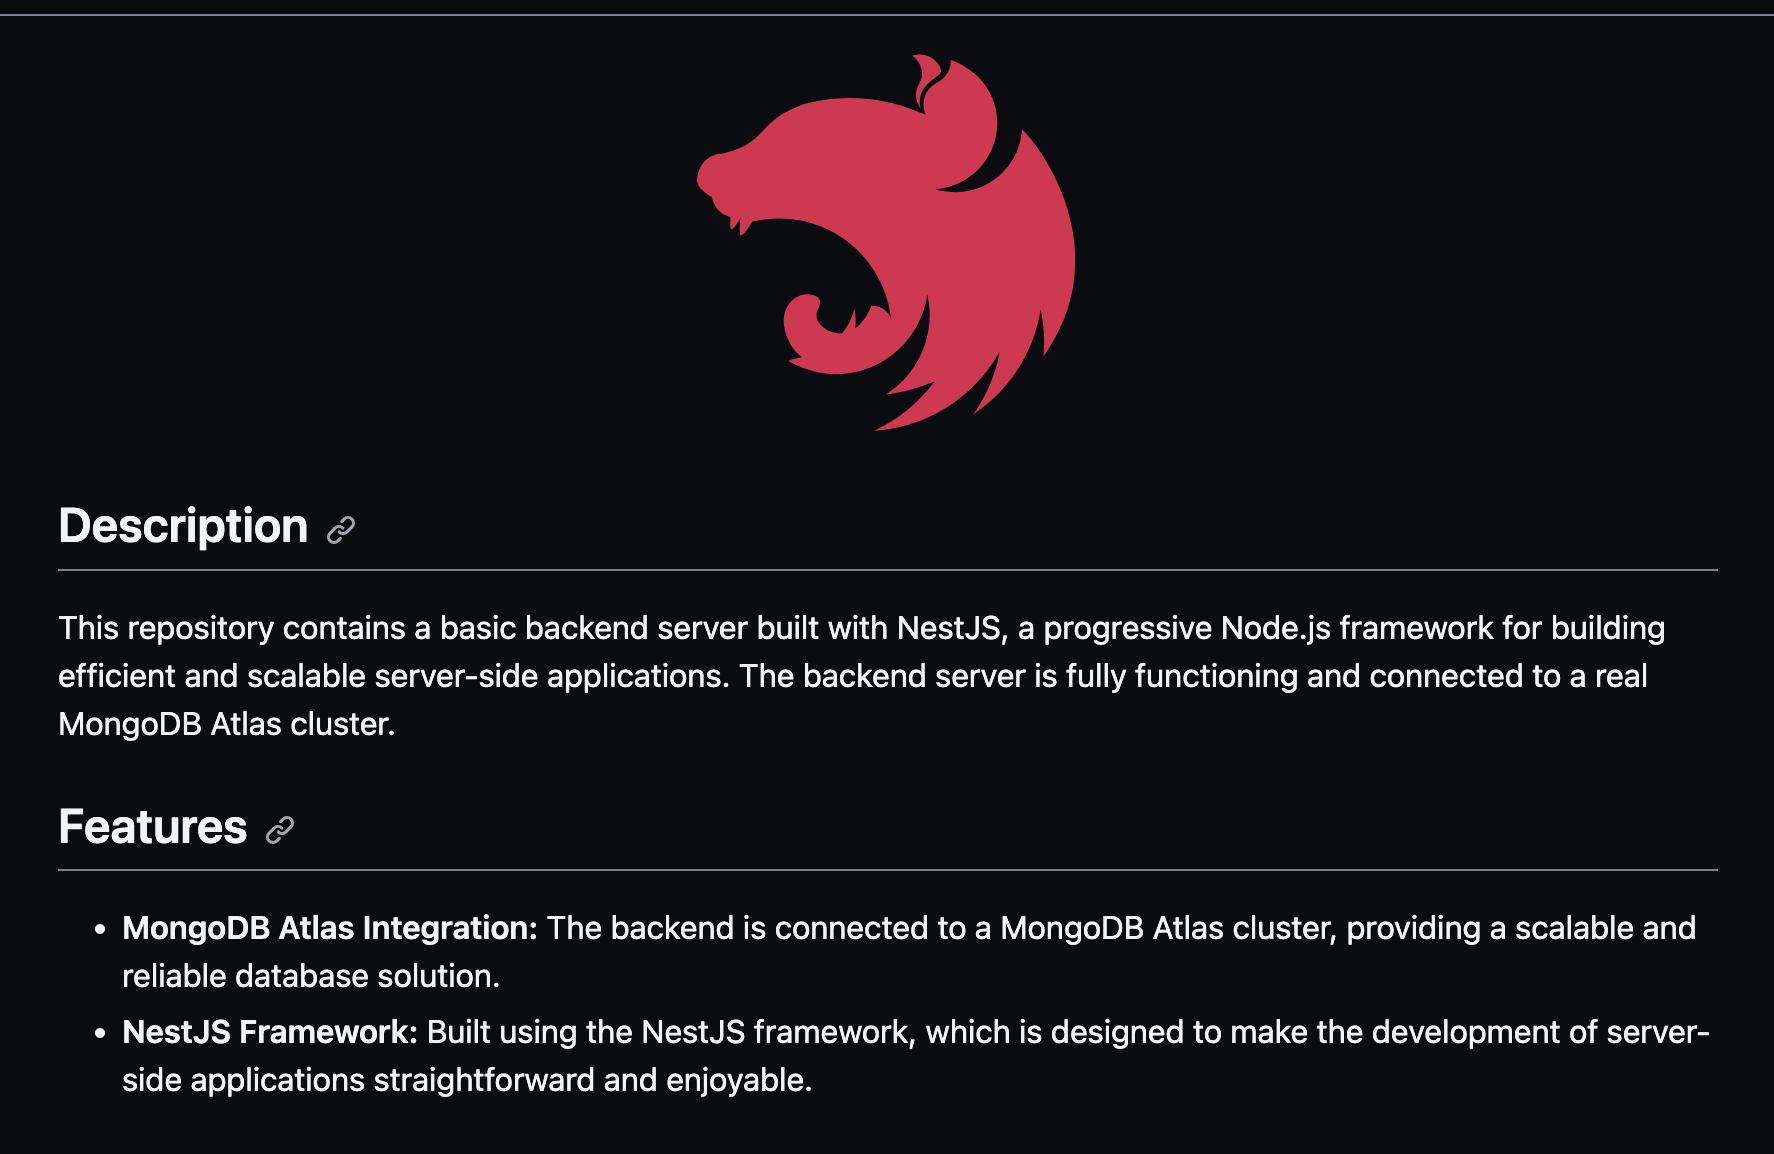 Description
This repository contains a basic backend server built with NestJS, a progressive Node.js framework for building
efficient and scalable server-side applications. The backend server is fully functioning and connected to a real
MongoDB Atlas cluster.
Features
• MongoDB Atlas Integration: The backend is connected to a MongoDB Atlas cluster, providing a scalable and
reliable database solution.
• NestJS Framework: Built using the NestJS framework, which is designed to make the development of server-
side applications straightforward and enjoyable.